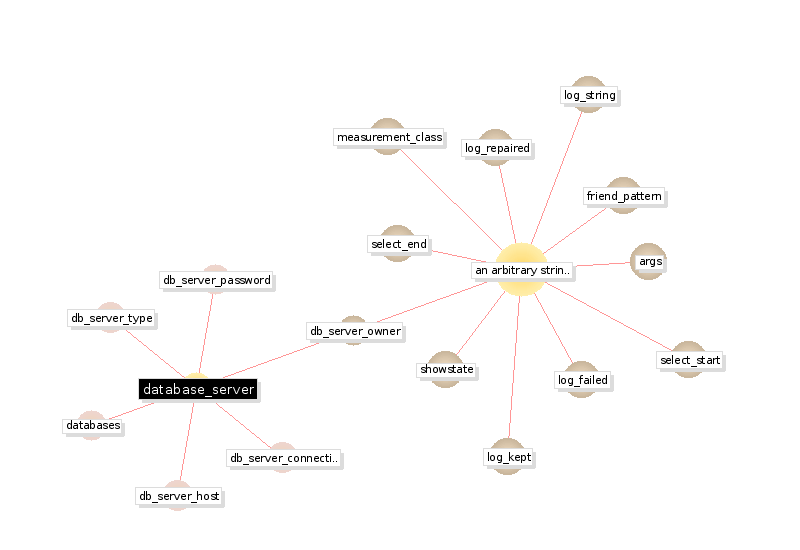 log_string
measurement_class
log_repaired
friend_pattern
select_end
args
an arbitrary strin..
db_server_password
db_server_type
db_server_owner
select_start
showstate
log_failed
database_server
databases
db_server_connecti..
log_kept
db_server_host